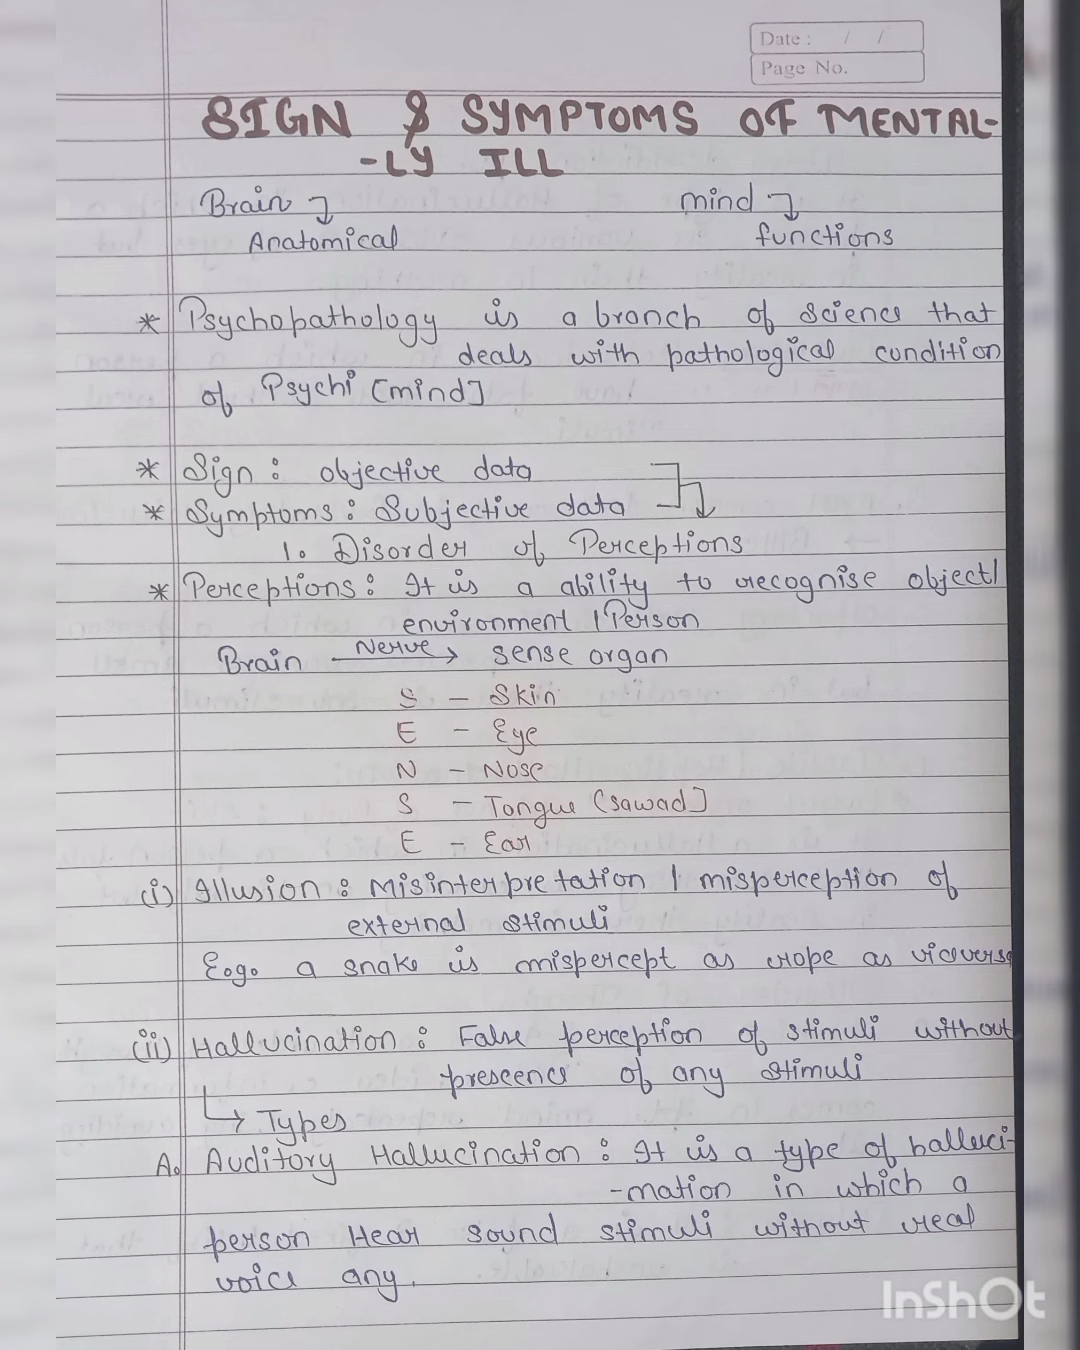 Date : / /
Page No.
SIGN & SYMPTOMS OF MENTAL-
-LY ILL
Brain ↴ mind ↴
Anatomical functions
* Psychopathology is a branch of science that
deals with pathological condition
of Psychi [mind]
* Sign : objective data
* Symptoms : Subjective data
1. Disorder of Perceptions
* Perceptions : It is a ability to recognise object/
environment / Person
Brain —Nerve→ sense organ
S - Skin
E - Eye
N - Nose
S - Tongue (sawad]
E - Ear
(i) Illusion : Misinterpretation / misperception of
external stimuli
E.g. a snake is mispercept as rope as viceversa
(ii) Hallucination : False perception of stimuli without
prescence of any stimuli
↳ Types
A. Auditory Hallucination : It is a type of halluci-
-nation in which a
person Hear sound stimuli without real
voice any.
InShOt